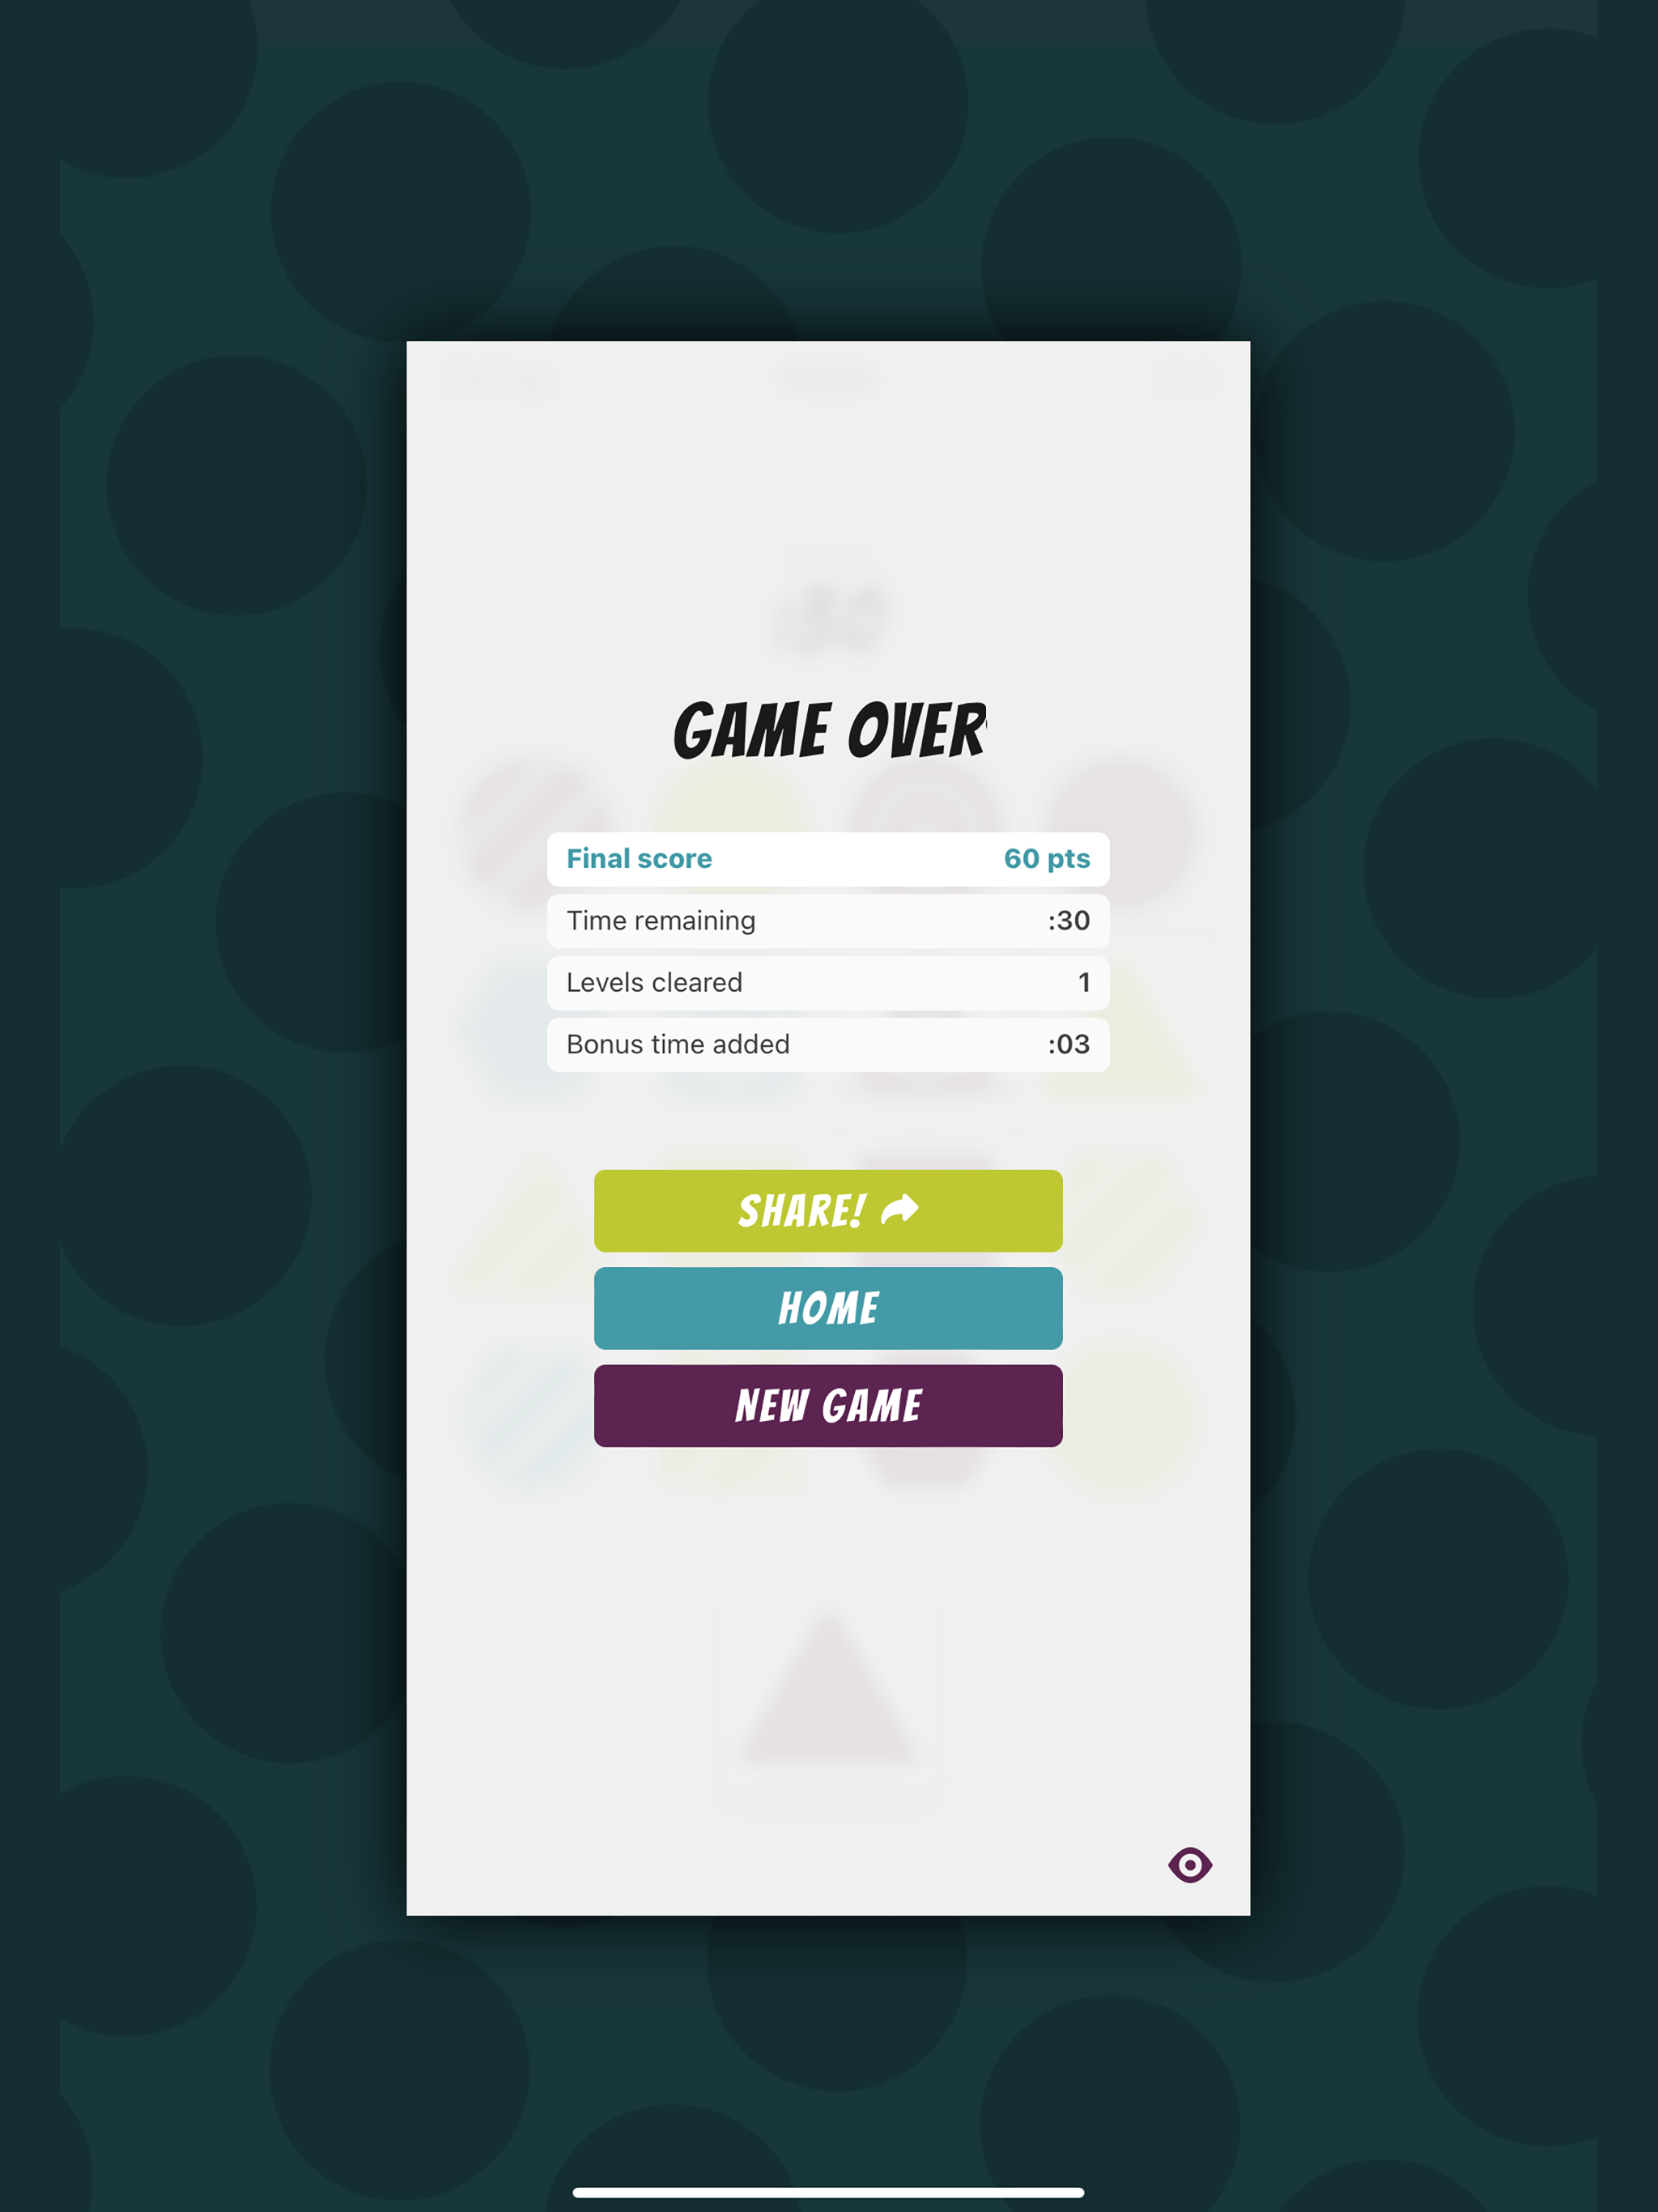 GAME OVER
Final score 60 pts
Time remaining :30
Levels cleared 1
Bonus time added :03
SHARE!
HOME
NEW GAME